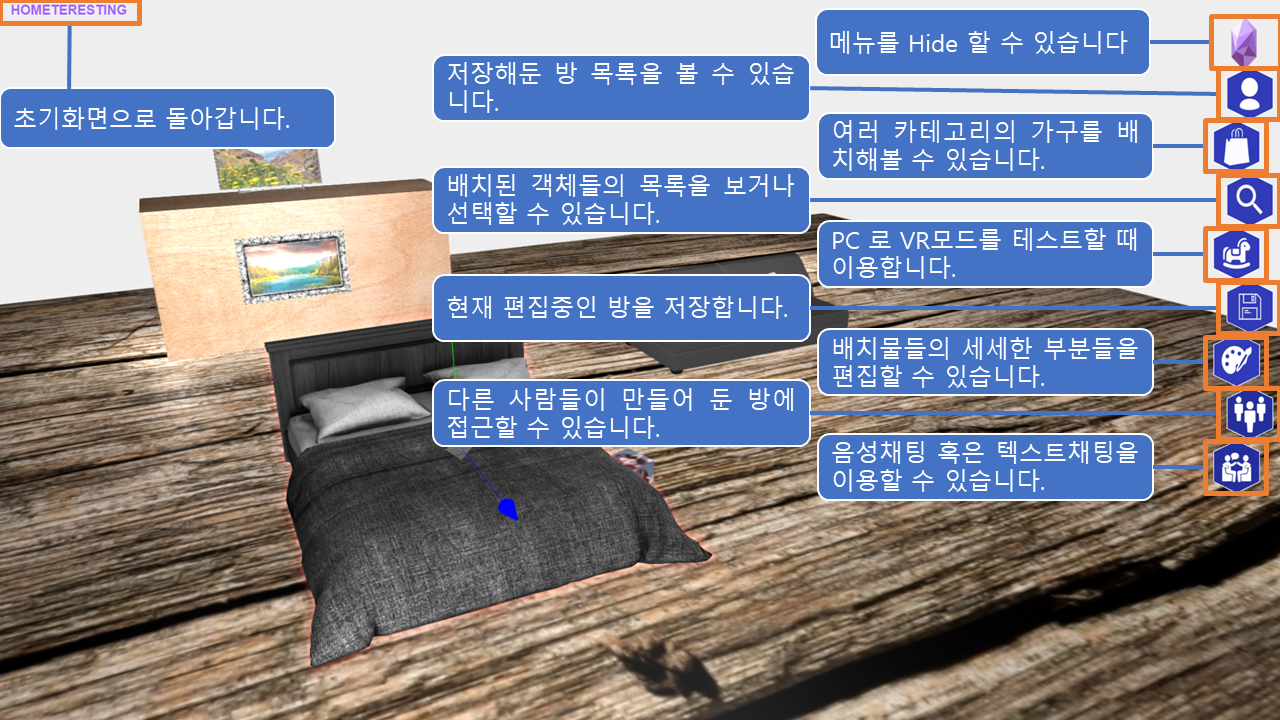 HOMETERESTING
초기화면으로 돌아갑니다.
메뉴를 Hide 할 수 있습니다
저장해둔 방 목록을 볼 수 있습
니다.
여러 카테고리의 가구를 배
치해볼 수 있습니다.
배치된 객체들의 목록을 보거나
선택할 수 있습니다.
PC 로 VR모드를 테스트할 때
이용합니다.
현재 편집중인 방을 저장합니다.
배치물들의 세세한 부분들을
편집할 수 있습니다.
다른 사람들이 만들어 둔 방에
접근할 수 있습니다.
음성채팅 혹은 텍스트채팅을
이용할 수 있습니다.